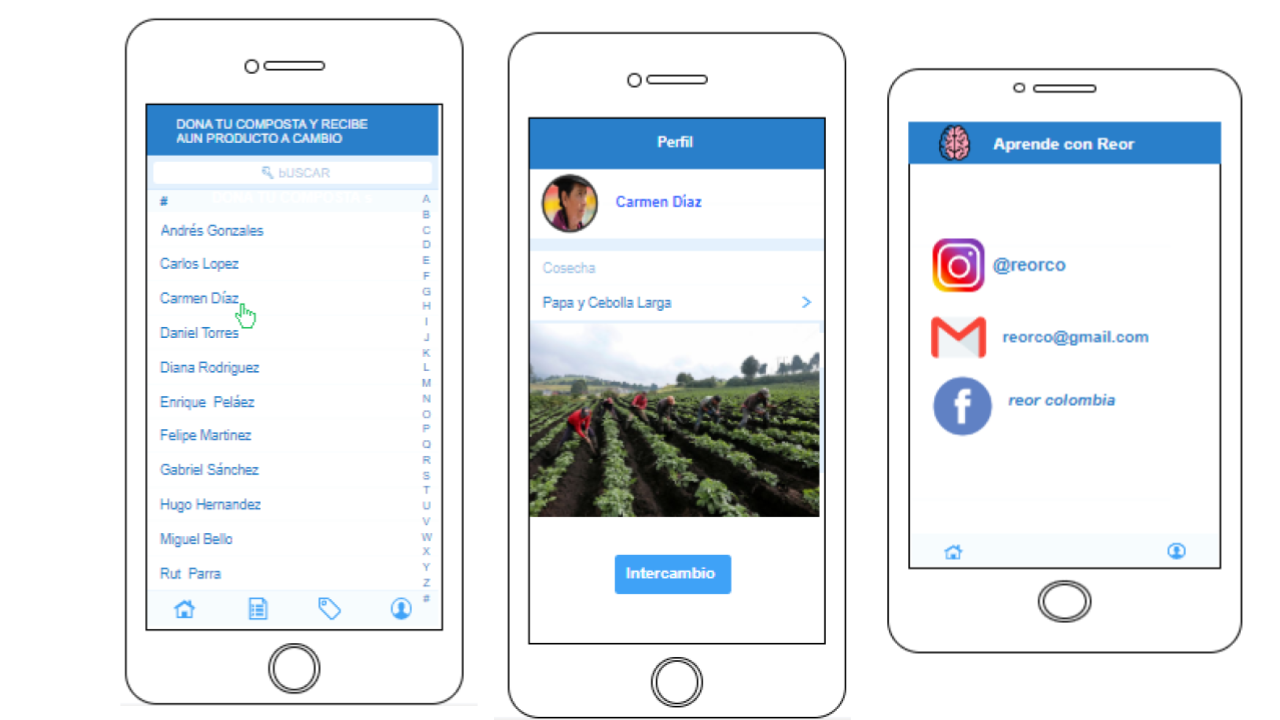 DONA TU COMPOSTA Y RECIBE
AUN PRODUCTO A CAMBIO
bUSCAR
#
Andrés Gonzales
Carlos Lopez
Carmen Díaz
Daniel Torres
Diana Rodriguez
Enrique Peláez
Felipe Martinez
Gabriel Sánchez
Hugo Hernandez
Miguel Bello
Rut Parra
A
B
C
D
E
F
G
H
I
J
K
L
M
N
O
P
Q
R
S
T
U
V
W
X
Y
Z
#
Perfil
Carmen Díaz
Cosecha
Papa y Cebolla Larga
Intercambio
Aprende con Reor
@reorco
reorco@gmail.com
reor colombia